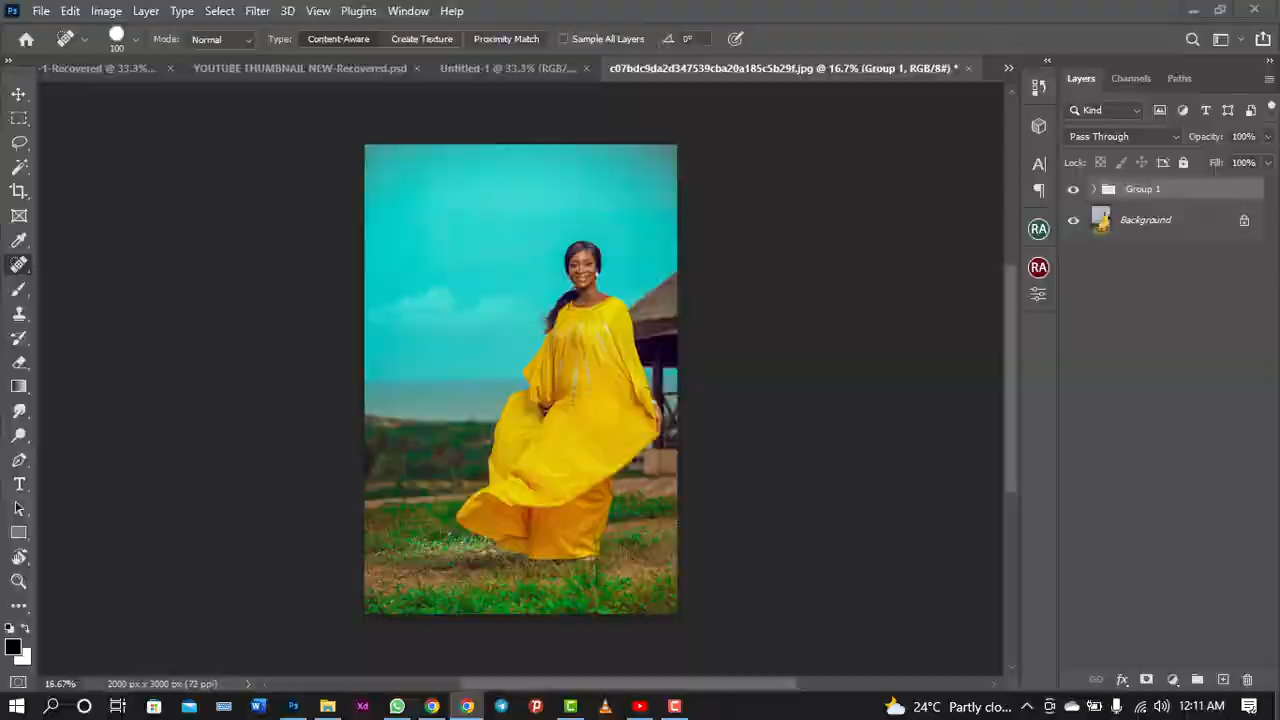 Ps File Edit Image Layer Type Select Filter 3D View Plugins Window Help
100 Mode: Normal Type: Content-Aware Create Texture Proximity Match Sample All Layers 0°
1-Recovered @ 33.3%... × YOUTUBE THUMBNAIL NEW-Recovered.psd × Untitled-1 @ 33.3% (RGB/... × c07bdc9da2d347539cba20a185c5b29f.jpg @ 16.7% (Group 1, RGB/8#) * ×
Layers Channels Paths
Kind
Pass Through Opacity: 100%
Lock: Fill: 100%
Group 1
Background
RA
RA
16.67% 2000 px x 3000 px (72 ppi)
24°C Partly clo... 12:11 AM